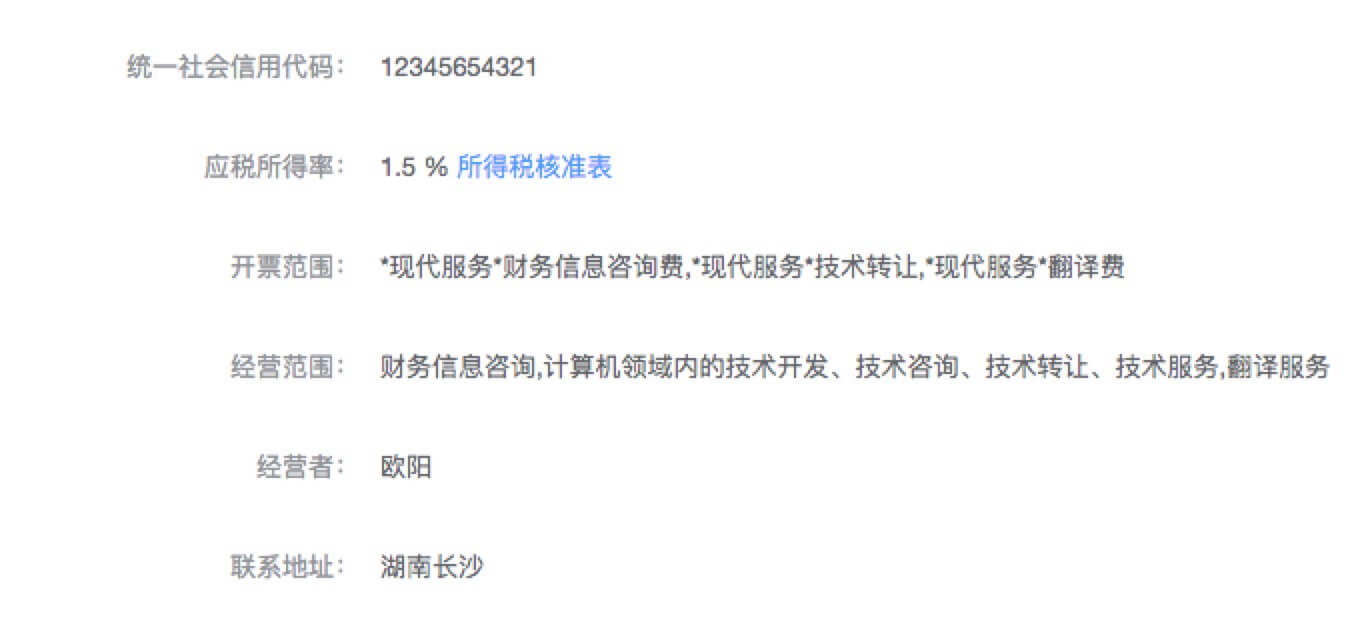 统一社会信用代码： 12345654321
应税所得率： 1.5 % 所得税核准表
开票范围： *现代服务*财务信息咨询费,*现代服务*技术转让,*现代服务*翻译费
经营范围： 财务信息咨询,计算机领域内的技术开发、技术咨询、技术转让、技术服务,翻译服务
经营者： 欧阳
联系地址： 湖南长沙